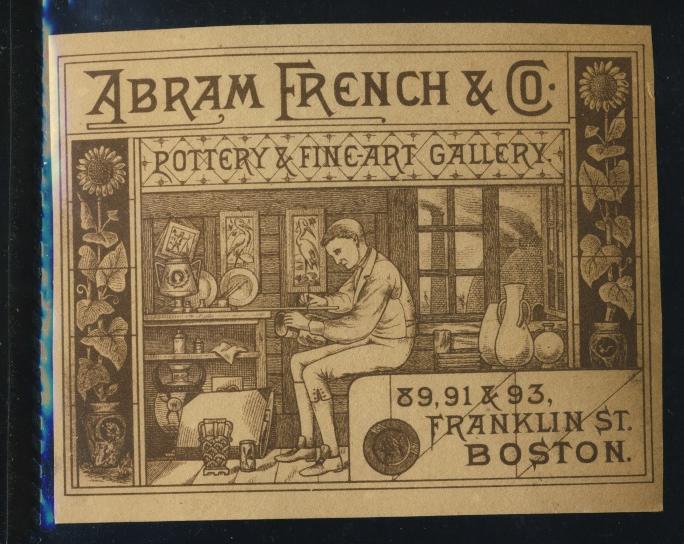 ABRAM FRENCH & CO.
POTTERY & FINE-ART GALLERY.
89, 91 & 93,
FRANKLIN ST.
BOSTON.